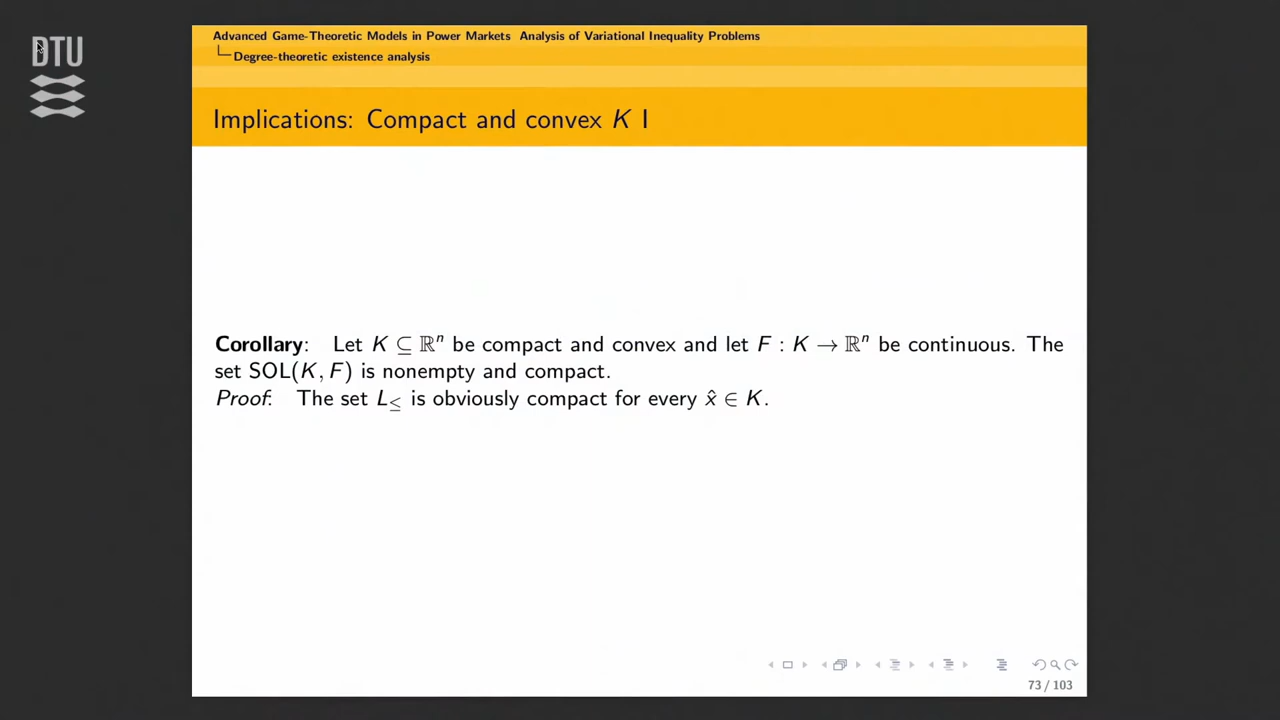 DTU
Advanced Game-Theoretic Models in Power Markets Analysis of Variational Inequality Problems
Degree-theoretic existence analysis
Implications: Compact and convex K I
Corollary: Let K ⊆ ℝⁿ be compact and convex and let F : K → ℝⁿ be continuous. The
set SOL(K, F) is nonempty and compact.
Proof: The set L≤ is obviously compact for every x̂ ∈ K.
73 / 103